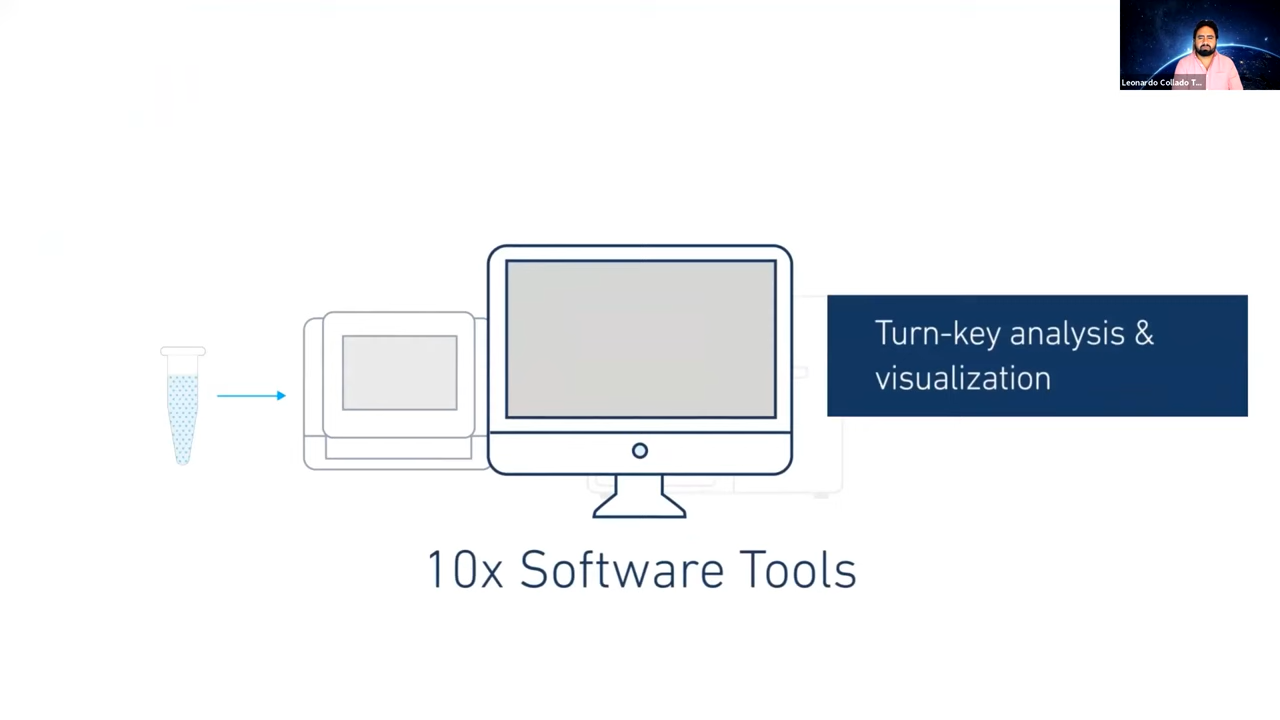 Leonardo Collado T...
Turn-key analysis &
visualization
10x Software Tools